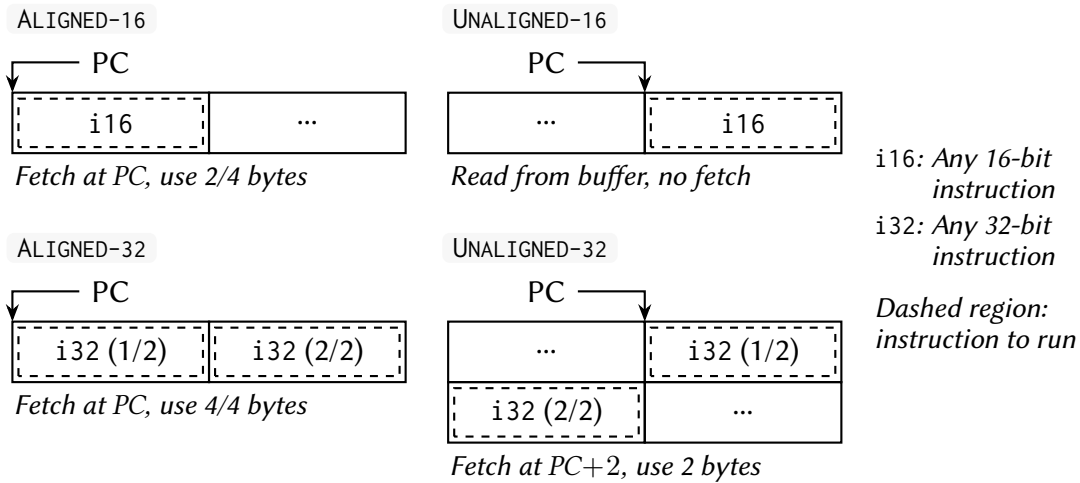 ALIGNED-16
PC
i16
...
Fetch at PC, use 2/4 bytes
UNALIGNED-16
PC
...
i16
Read from buffer, no fetch
ALIGNED-32
PC
i32 (1/2)
i32 (2/2)
Fetch at PC, use 4/4 bytes
UNALIGNED-32
PC
...
i32 (1/2)
i32 (2/2)
...
Fetch at PC+2, use 2 bytes
i16: Any 16-bit
instruction
i32: Any 32-bit
instruction
Dashed region:
instruction to run